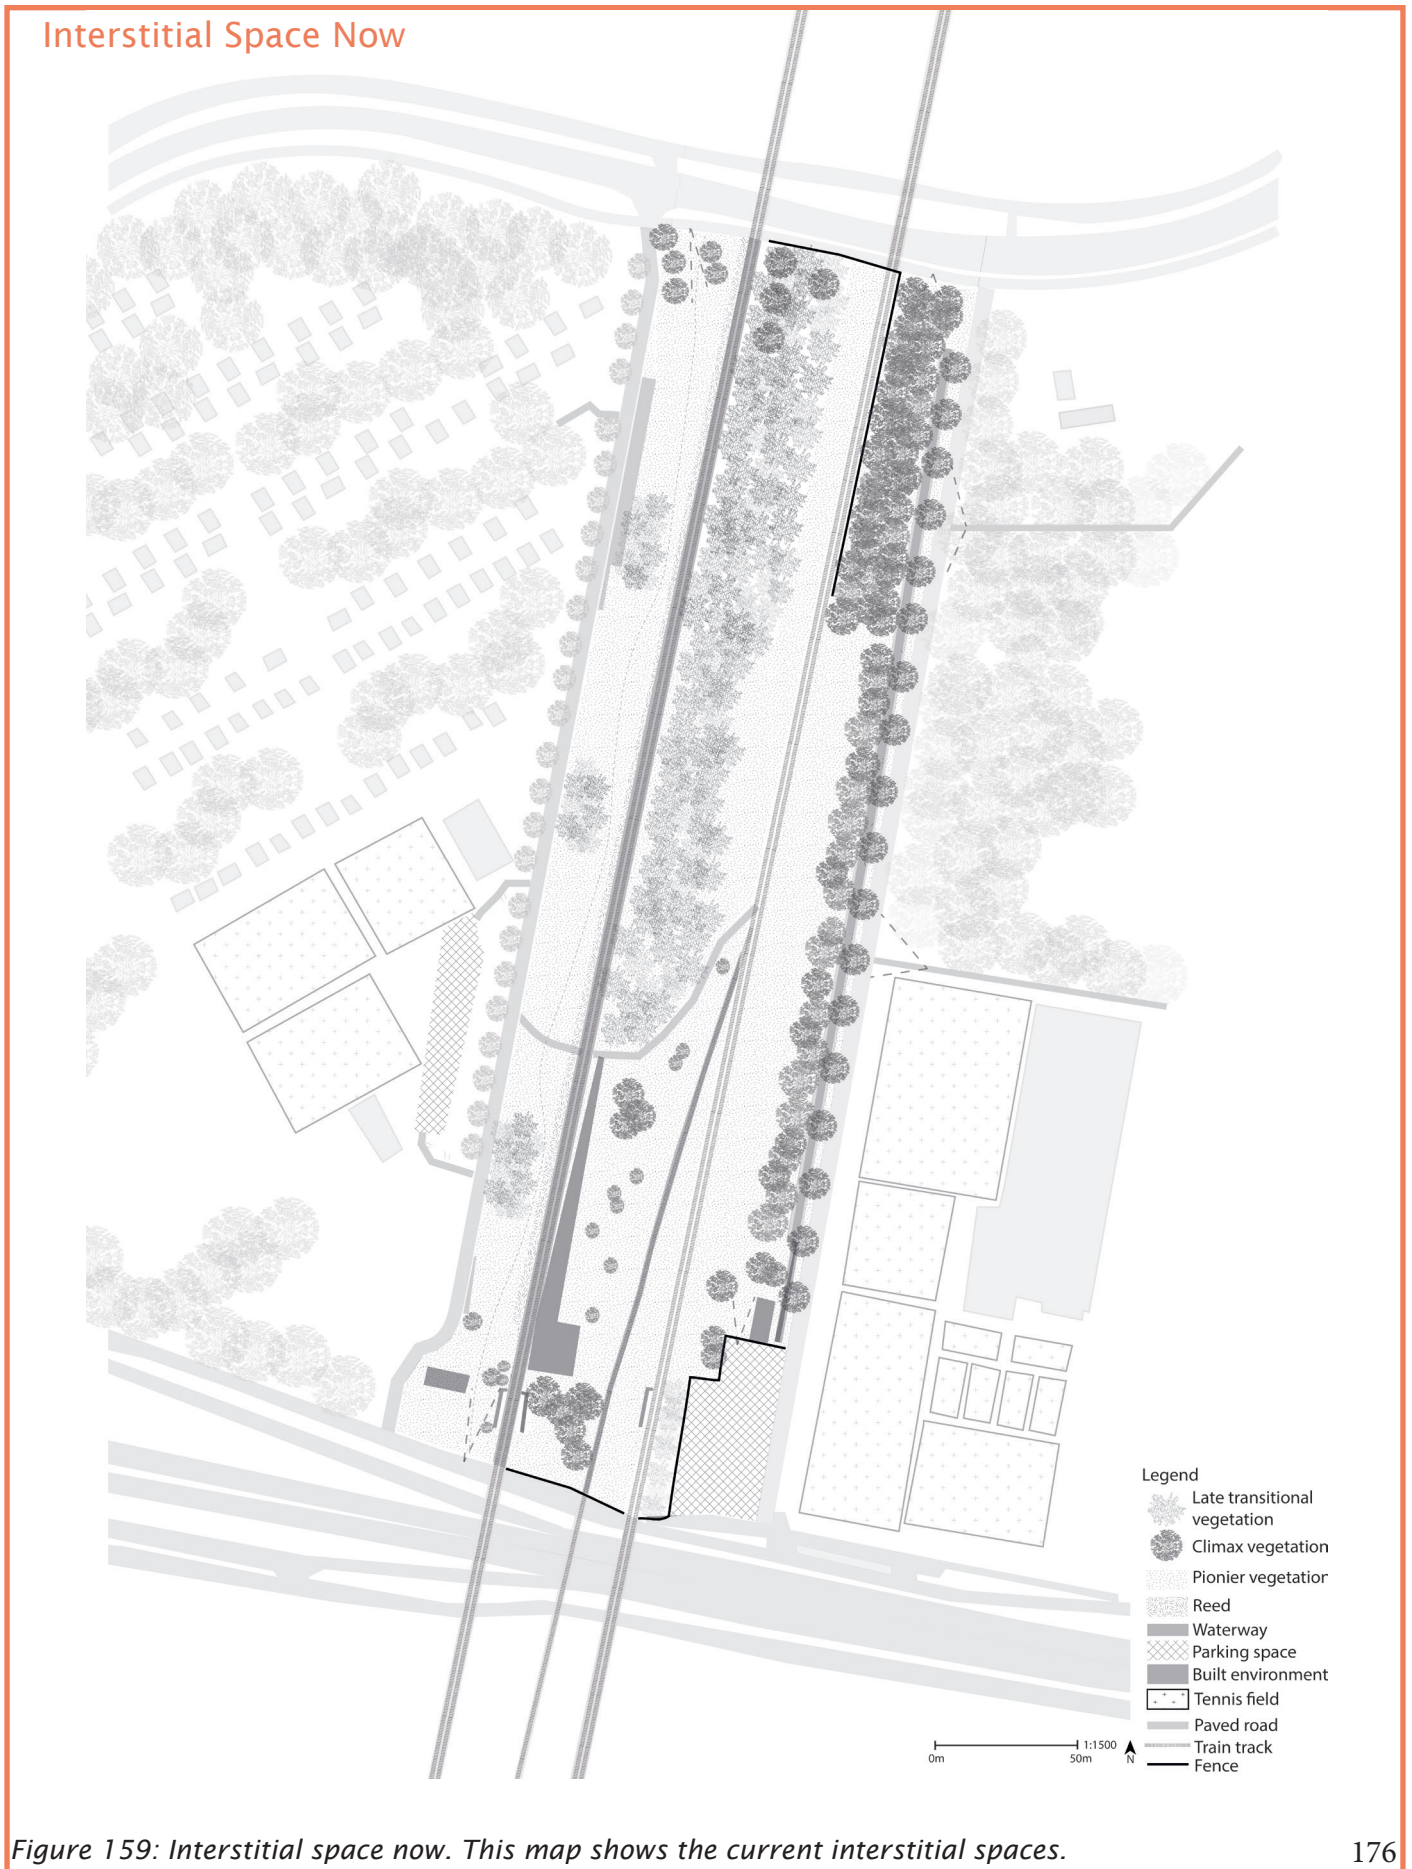 Interstitial Space Now
Legend
Late transitional
vegetation
Climax vegetation
Pionier vegetation
Reed
Waterway
Parking space
Built environment
Tennis field
Paved road
Train track
Fence
1:1500
0m 50m N
Figure 159: Interstitial space now. This map shows the current interstitial spaces.
176